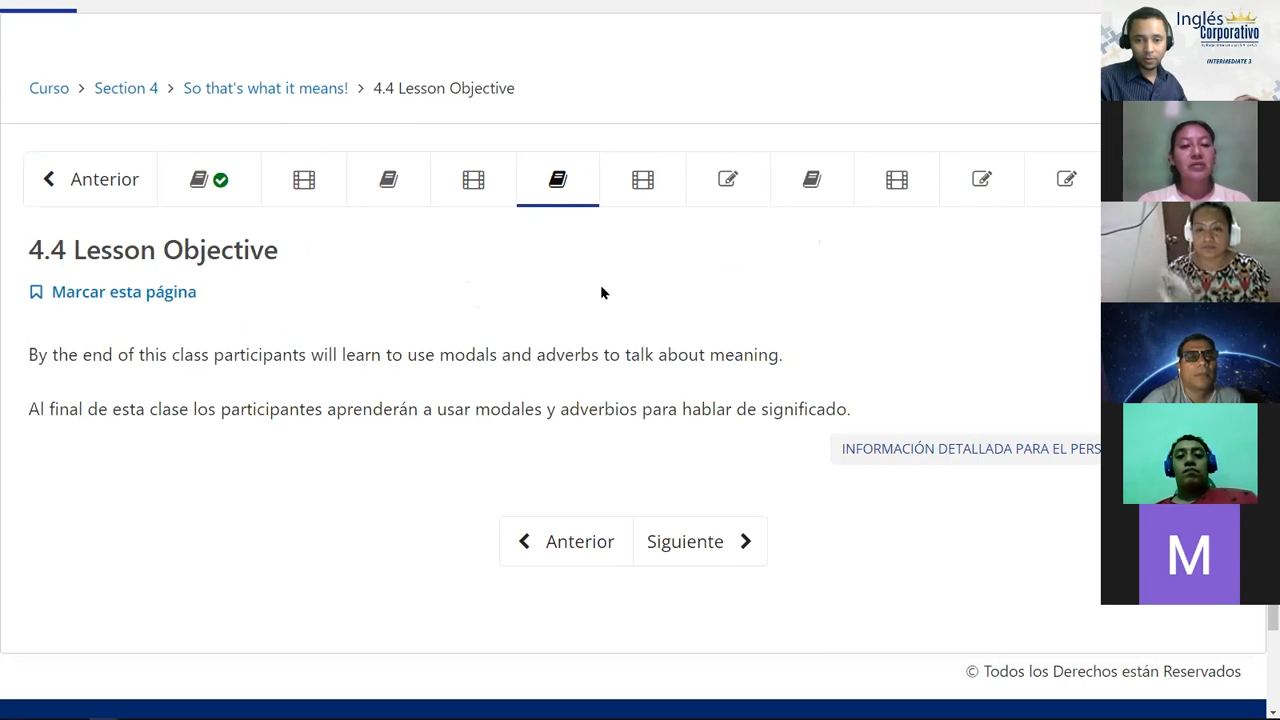 Inglés
Corporativo
INTERMEDIATE 3
Curso > Section 4 > So that's what it means! > 4.4 Lesson Objective
Anterior
4.4 Lesson Objective
Marcar esta página
By the end of this class participants will learn to use modals and adverbs to talk about meaning.
Al final de esta clase los participantes aprenderán a usar modales y adverbios para hablar de significado.
INFORMACIÓN DETALLADA PARA EL PERS
Anterior Siguiente
M
© Todos los Derechos están Reservados